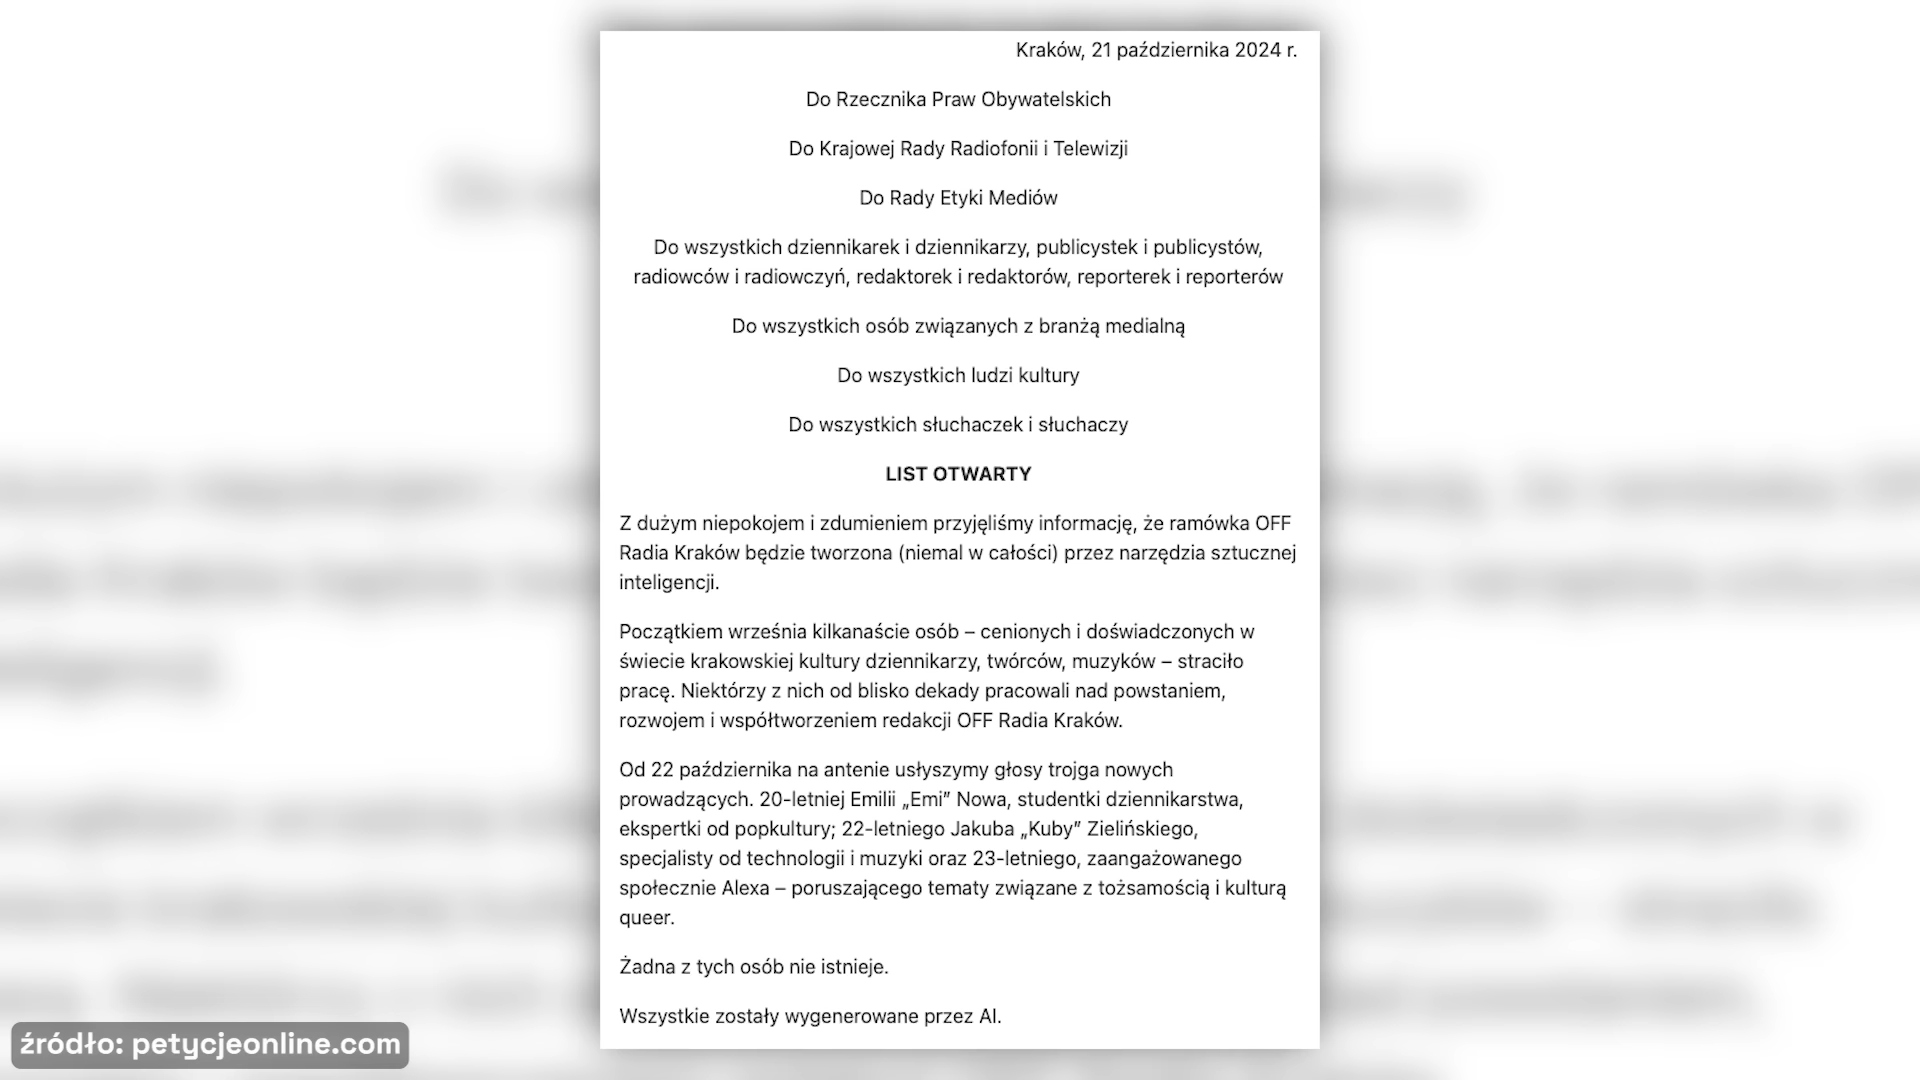 Kraków, 21 października 2024 r.
Do Rzecznika Praw Obywatelskich
Do Krajowej Rady Radiofonii i Telewizji
Do Rady Etyki Mediów
Do wszystkich dziennikarek i dziennikarzy, publicystek i publicystów,
radiowców i radiowczyń, redaktorek i redaktorów, reporterek i reporterów
Do wszystkich osób związanych z branżą medialną
Do wszystkich ludzi kultury
Do wszystkich słuchaczek i słuchaczy
LIST OTWARTY
Z dużym niepokojem i zdumieniem przyjęliśmy informację, że ramówka OFF
Radia Kraków będzie tworzona (niemal w całości) przez narzędzia sztucznej
inteligencji.
Początkiem września kilkanaście osób – cenionych i doświadczonych w
świecie krakowskiej kultury dziennikarzy, twórców, muzyków – straciło
pracę. Niektórzy z nich od blisko dekady pracowali nad powstaniem,
rozwojem i współtworzeniem redakcji OFF Radia Kraków.
Od 22 października na antenie usłyszymy głosy trojga nowych
prowadzących. 20-letniej Emilii „Emi” Nowa, studentki dziennikarstwa,
ekspertki od popkultury; 22-letniego Jakuba „Kuby” Zielińskiego,
specjalisty od technologii i muzyki oraz 23-letniego, zaangażowanego
społecznie Alexa – poruszającego tematy związane z tożsamością i kulturą
queer.
Żadna z tych osób nie istnieje.
Wszystkie zostały wygenerowane przez AI.
źródło: petycjeonline.com